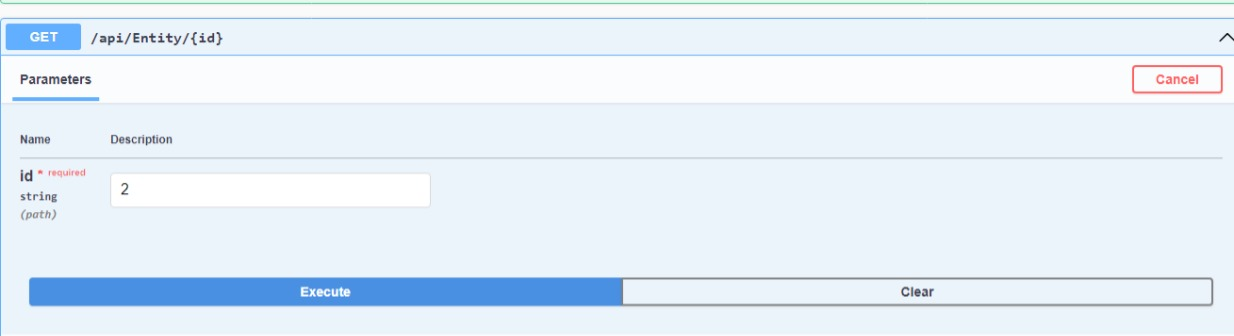 GET /api/Entity/{id}
Parameters Cancel
Name Description
id * required
string
(path)
2
Execute Clear